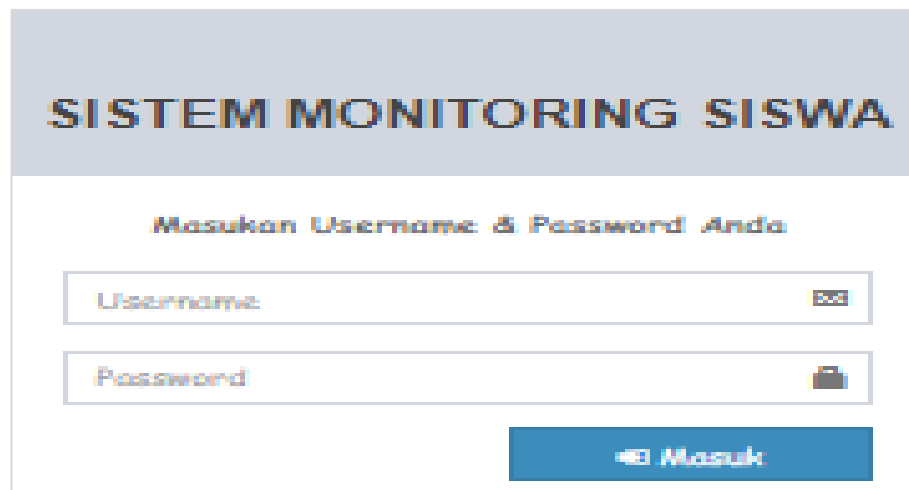 SISTEM MONITORING SISWA
Masukan Username & Password Anda
Username
Password
Masuk